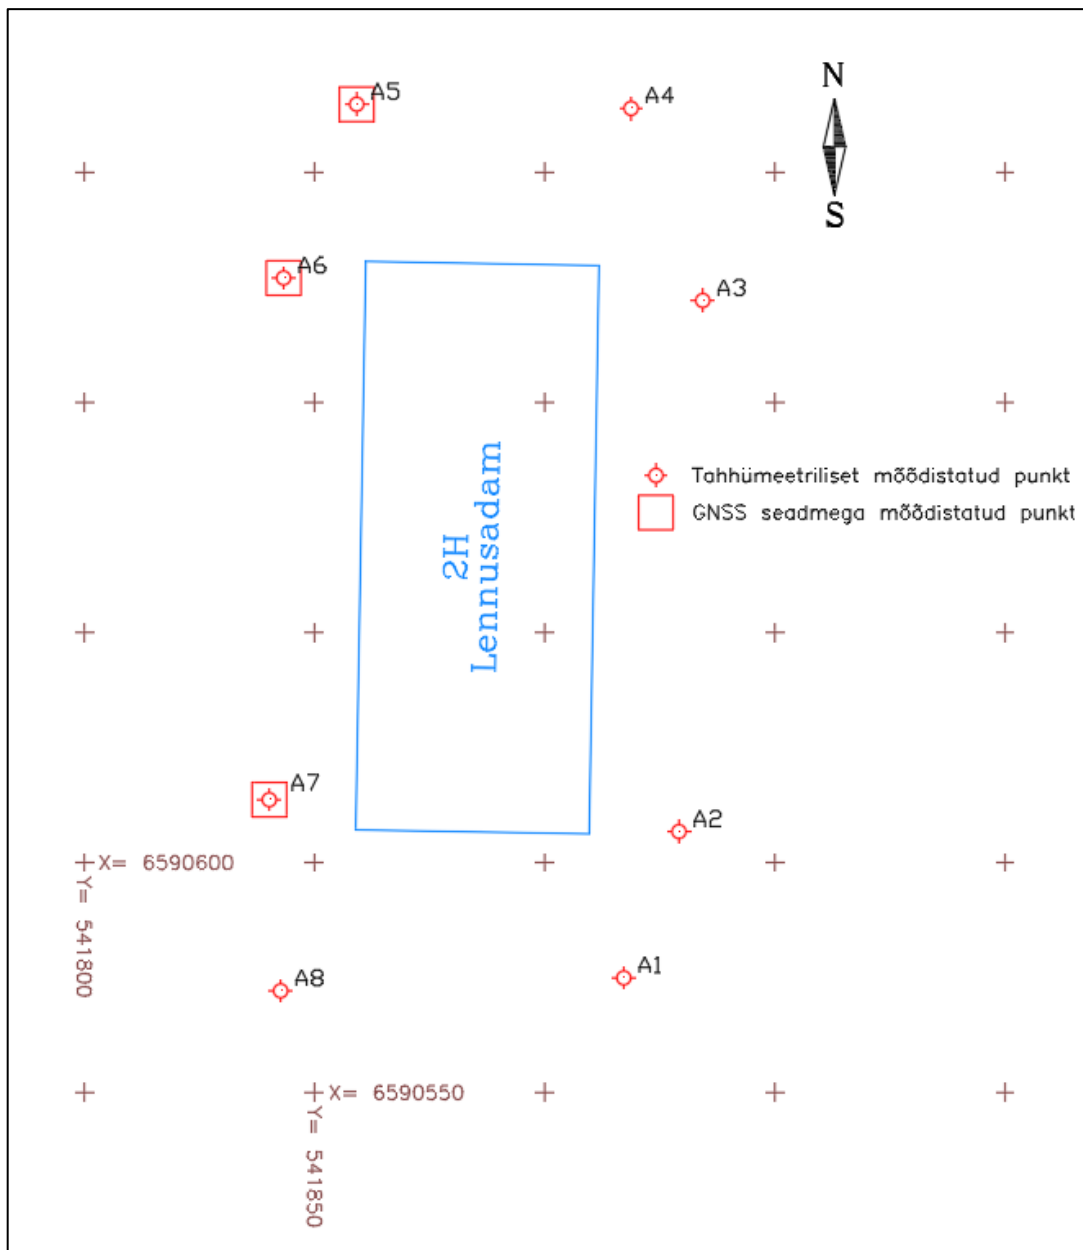 N
A5
A4
S
A6
A3
Tahhümeetriliset mõõdistatud punkt
GNSS seadmega mõõdistatud punkt
2H
Lennusadam
A7
A2
X= 6590600
Y= 541800
A8
A1
X= 6590550
Y= 541850